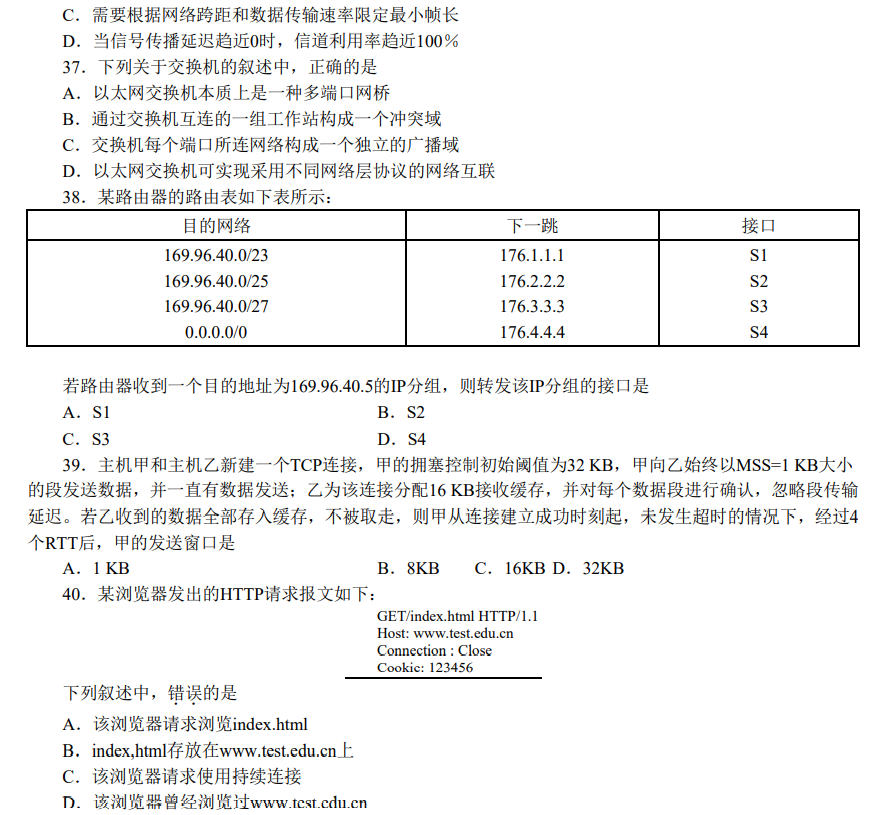 C．需要根据网络跨距和数据传输速率限定最小帧长
D．当信号传播延迟趋近0时，信道利用率趋近100%
37．下列关于交换机的叙述中，正确的是
A．以太网交换机本质上是一种多端口网桥
B．通过交换机互连的一组工作站构成一个冲突域
C．交换机每个端口所连网络构成一个独立的广播域
D．以太网交换机可实现采用不同网络层协议的网络互联
38．某路由器的路由表如下表所示：
目的网络 下一跳 接口
169.96.40.0/23 176.1.1.1 S1
169.96.40.0/25 176.2.2.2 S2
169.96.40.0/27 176.3.3.3 S3
0.0.0.0/0 176.4.4.4 S4
若路由器收到一个目的地址为169.96.40.5的IP分组，则转发该IP分组的接口是
A．S1 B．S2
C．S3 D．S4
39．主机甲和主机乙新建一个TCP连接，甲的拥塞控制初始阈值为32 KB，甲向乙始终以MSS=1 KB大小
的段发送数据，并一直有数据发送；乙为该连接分配16 KB接收缓存，并对每个数据段进行确认，忽略段传输
延迟。若乙收到的数据全部存入缓存，不被取走，则甲从连接建立成功时刻起，未发生超时的情况下，经过4
个RTT后，甲的发送窗口是
A．1 KB B．8KB C．16KB D．32KB
40．某浏览器发出的HTTP请求报文如下：
GET/index.html HTTP/1.1
Host: www.test.edu.cn
Connection : Close
Cookie: 123456
下列叙述中，错误的是
A．该浏览器请求浏览index.html
B．index,html存放在www.test.edu.cn上
C．该浏览器请求使用持续连接
D．该浏览器曾经浏览过www.test.edu.cn